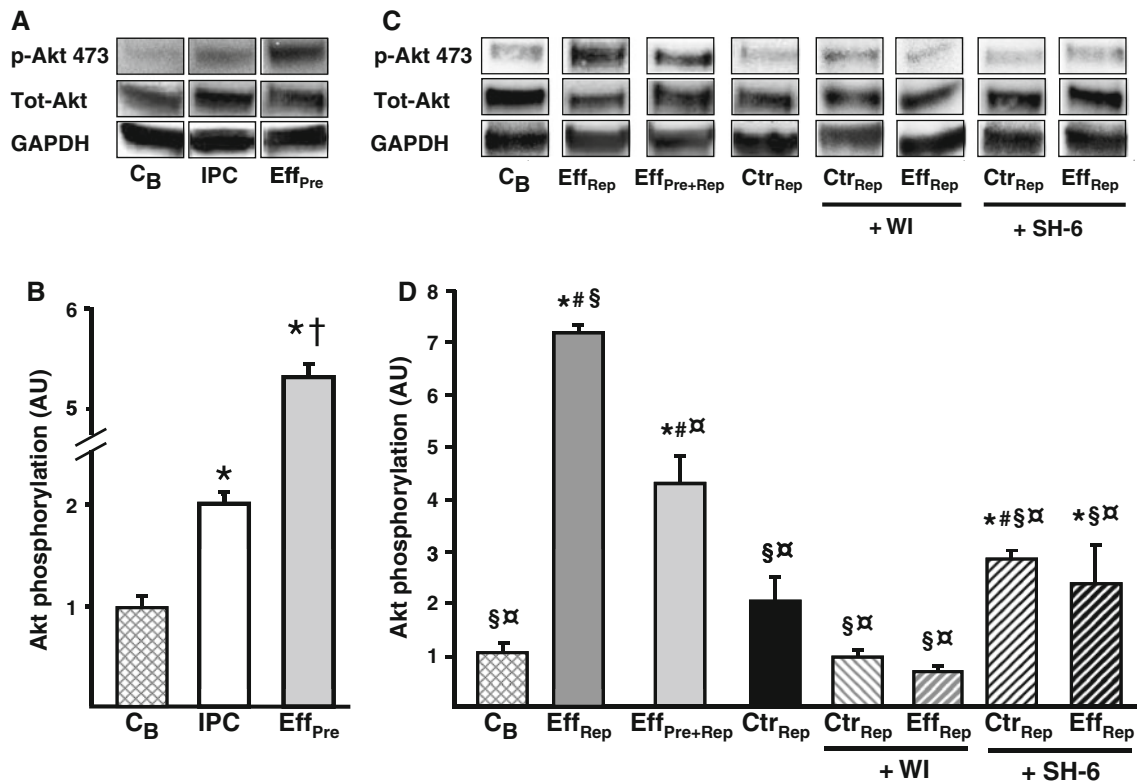 A
p-Akt 473
Tot-Akt
GAPDH
CB IPC EffPre
C
p-Akt 473
Tot-Akt
GAPDH
CB EffRep EffPre+Rep CtrRep CtrRep EffRep CtrRep EffRep
+ WI + SH-6
B
Akt phosphorylation (AU)
6
5
2
1
*
*†
CB IPC EffPre
D
Akt phosphorylation (AU)
8
7
6
5
4
3
2
1
§¤
*#§
*#¤
§¤
§¤
§¤
*#§¤
*§¤
CB EffRep EffPre+Rep CtrRep CtrRep EffRep CtrRep EffRep
+ WI + SH-6